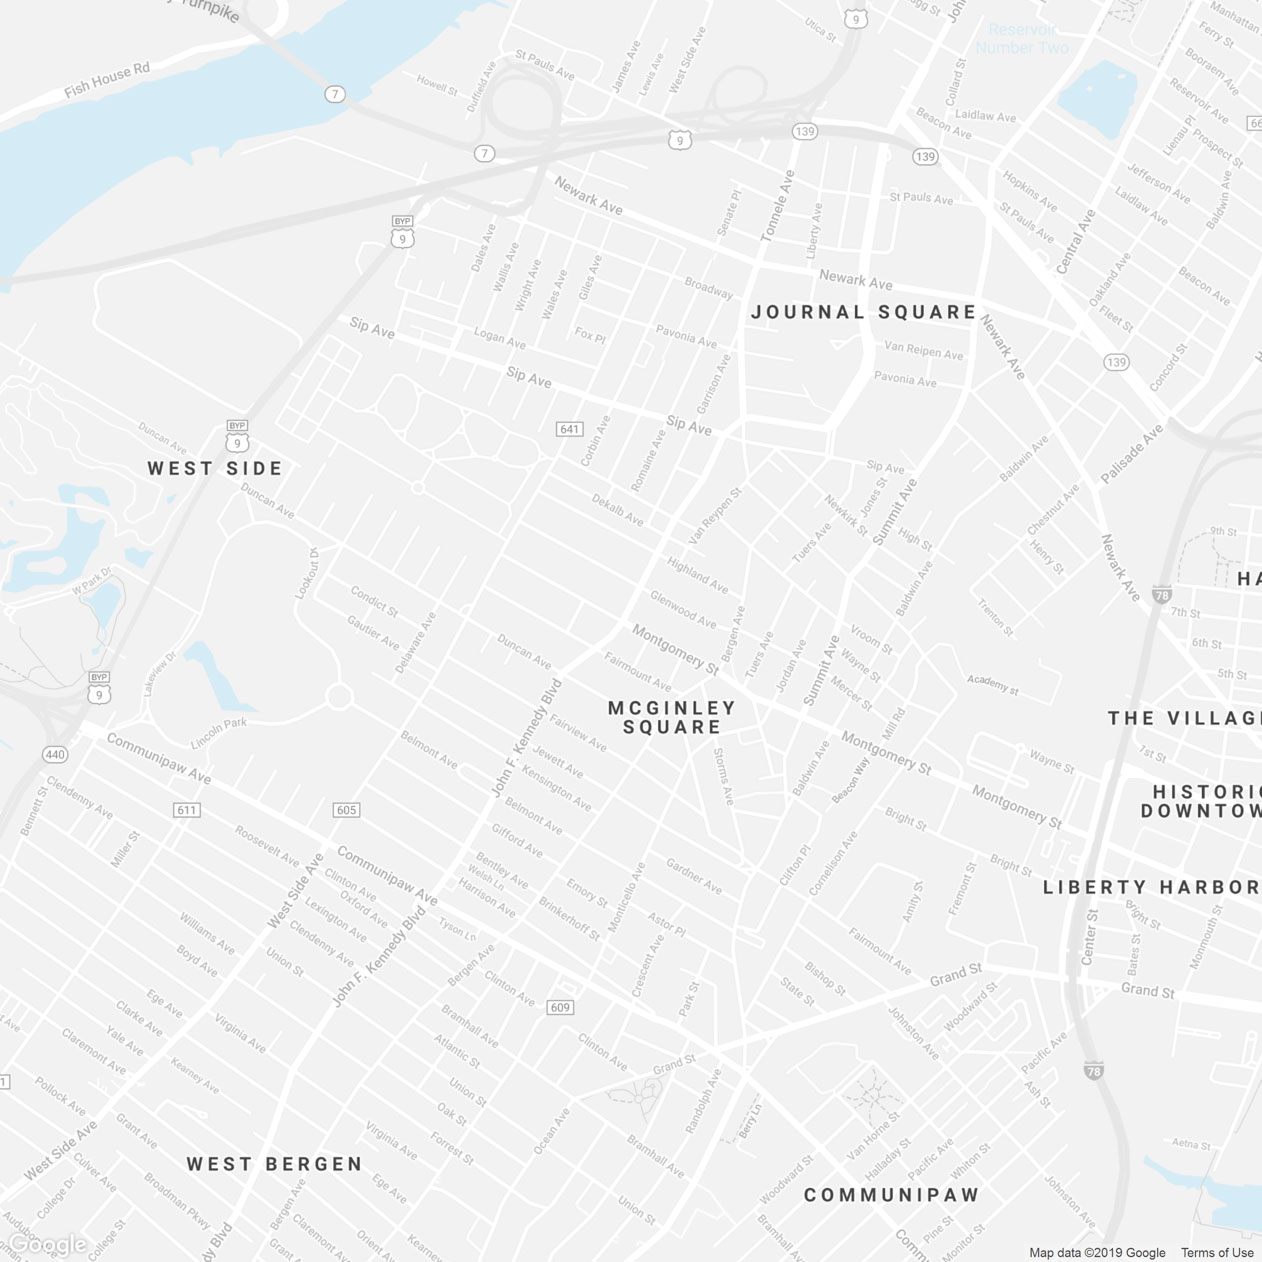 Turnpike
Fish House Rd
7
Howell St
Duffield Ave
St Pauls Ave
James Ave
Lewis Ave
West Side Ave
Utica St
9
Reservoir
Number Two
Manhattan
Ferry St
Booraem Ave
Collard St
Laidlaw Ave
Beacon Ave
Reservoir Ave
Lienau Pl
Prospect St
7
9
139
139
Newark Ave
Senate Pl
Tonnele Ave
Liberty Ave
St Pauls Ave
Hopkins Ave
St Pauls Ave
Central Ave
Jefferson Ave
Laidlaw Ave
Baldwin Ave
BYP
9
Dales Ave
Wallis Ave
Wright Ave
Wales Ave
Giles Ave
Broadway
Newark Ave
Oakland Ave
Beacon Ave
Fleet St
JOURNAL SQUARE
Sip Ave
Logan Ave
Fox Pl
Pavonia Ave
Garrison Ave
Van Reipen Ave
Pavonia Ave
Newark Ave
139
Concord St
Sip Ave
641
Corbin Ave
Romaine Ave
Sip Ave
BYP
9
Duncan Ave
WEST SIDE
Duncan Ave
Sip Ave
Jones St
Summit Ave
Baldwin Ave
Palisade Ave
Dekalb Ave
Van Reypen St
Newkirk St
Tuers Ave
High St
Chestnut Ave
Henry St
Newark Ave
9th St
W Park Dr
Lookout Dr
Condict St
Gautier Ave
Delaware Ave
Highland Ave
Glenwood Ave
Bergen Ave
Baldwin Ave
Trenton St
78
7th St
6th St
5th St
Duncan Ave
Montgomery St
Fairmount Ave
Tuers Ave
Jordan Ave
Summit Ave
Vroom St
Wayne St
Mercer St
Academy st
BYP
9
Lakeview Dr
Lincoln Park
440
Communipaw Ave
Belmont Ave
John F. Kennedy Blvd
Fairview Ave
Jewett Ave
Kensington Ave
MCGINLEY
SQUARE
Storms Ave
Baldwin Ave
Beacon Way
Mill Rd
Montgomery St
Wayne St
1st St
THE VILLAGE
HISTORIC
Montgomery St
Clendenny Ave
Bennett St
611
605
Miller St
Roosevelt Ave
Communipaw Ave
Belmont Ave
Gifford Ave
Bentley Ave
Welsh Ln
Harrison Ave
Emory St
Brinkerhoff St
Monticello Ave
Gardner Ave
Astor Pl
Clifton Pl
Cornelison Ave
Bright St
Bright St
LIBERTY HARBOR
Amity St
Fremont St
Bright St
Center St
Bates St
Monmouth St
West Side Ave
Clinton Ave
Oxford Ave
Lexington Ave
Clendenny Ave
Williams Ave
Boyd Ave
Union St
John F. Kennedy Blvd
Tyson Ln
Bergen Ave
Clinton Ave
Crescent Ave
Park St
Bishop St
State St
Fairmount Ave
Grand St
Grand St
Woodward St
Johnston Ave
Pacific Ave
Ege Ave
Clarke Ave
Yale Ave
Claremont Ave
Virginia Ave
Kearney Ave
Pollock Ave
Grant Ave
609
Bramhall Ave
Atlantic St
Clinton Ave
Grand St
Union St
Oak St
Forrest St
Ocean Ave
Randolph Ave
Berry Ln
78
Ash St
Van Horne St
Halladay St
Pacific Ave
Whiton St
Aetna St
West Side Ave
Culver Ave
College Dr
Broadman Pkwy
WEST BERGEN
Virginia Ave
Ege Ave
Bramhall Ave
Woodward St
COMMUNIPAW
Johnston Ave
Bergen Ave
Claremont Ave
Orient Ave
College St
Union St
Pine St
Monitor St
Google
Map data ©2019 Google
Terms of Use